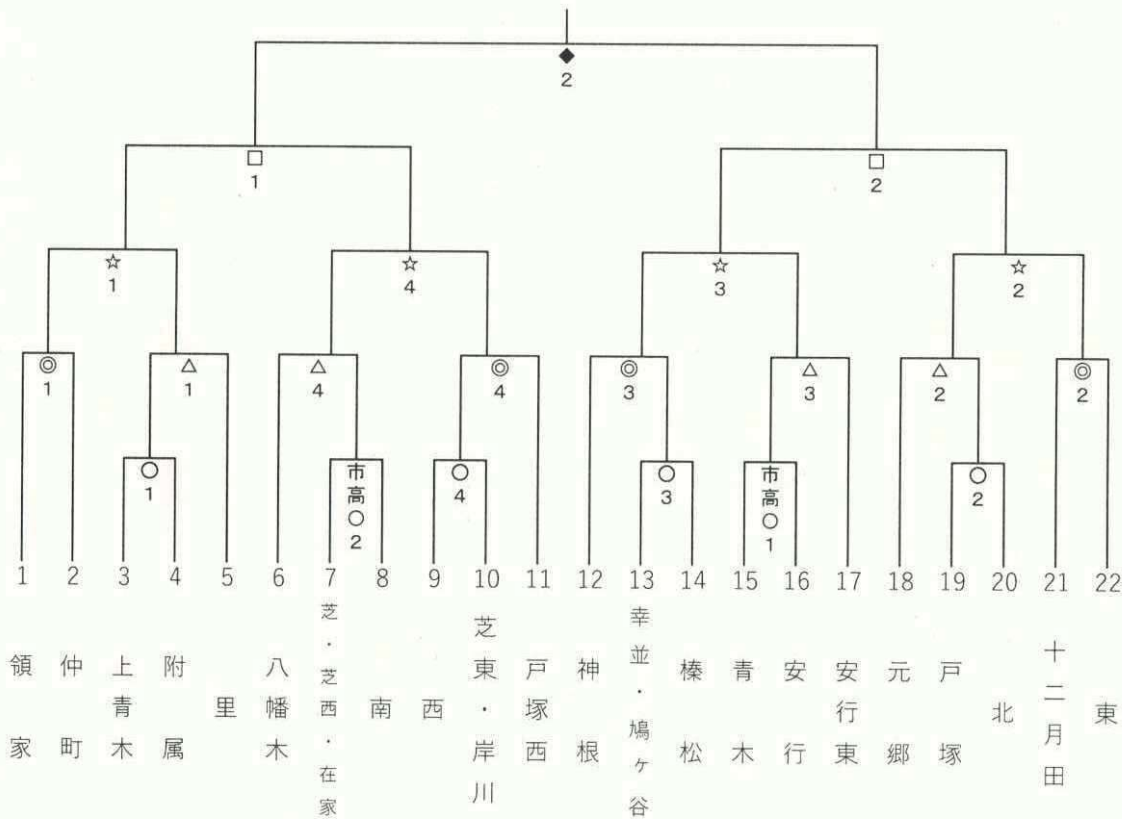 ◆
2
□
1
□
2
☆
1
☆
4
☆
3
☆
2
◎
1
△
1
△
4
◎
4
◎
3
△
3
△
2
◎
2
○
1
市高○2
○
4
○
3
市高○1
○
2
1 2 3 4 5 6 7 8 9 10 11 12 13 14 15 16 17 18 19 20 21 22
領家
仲町
上青木
附属
里
八幡木
芝・芝西・在家
南
西
芝東・岸川
戸塚西
神根
幸並・鳩ヶ谷
榛松
青木
安行
安行東
元郷
戸塚
北
十二月田
東